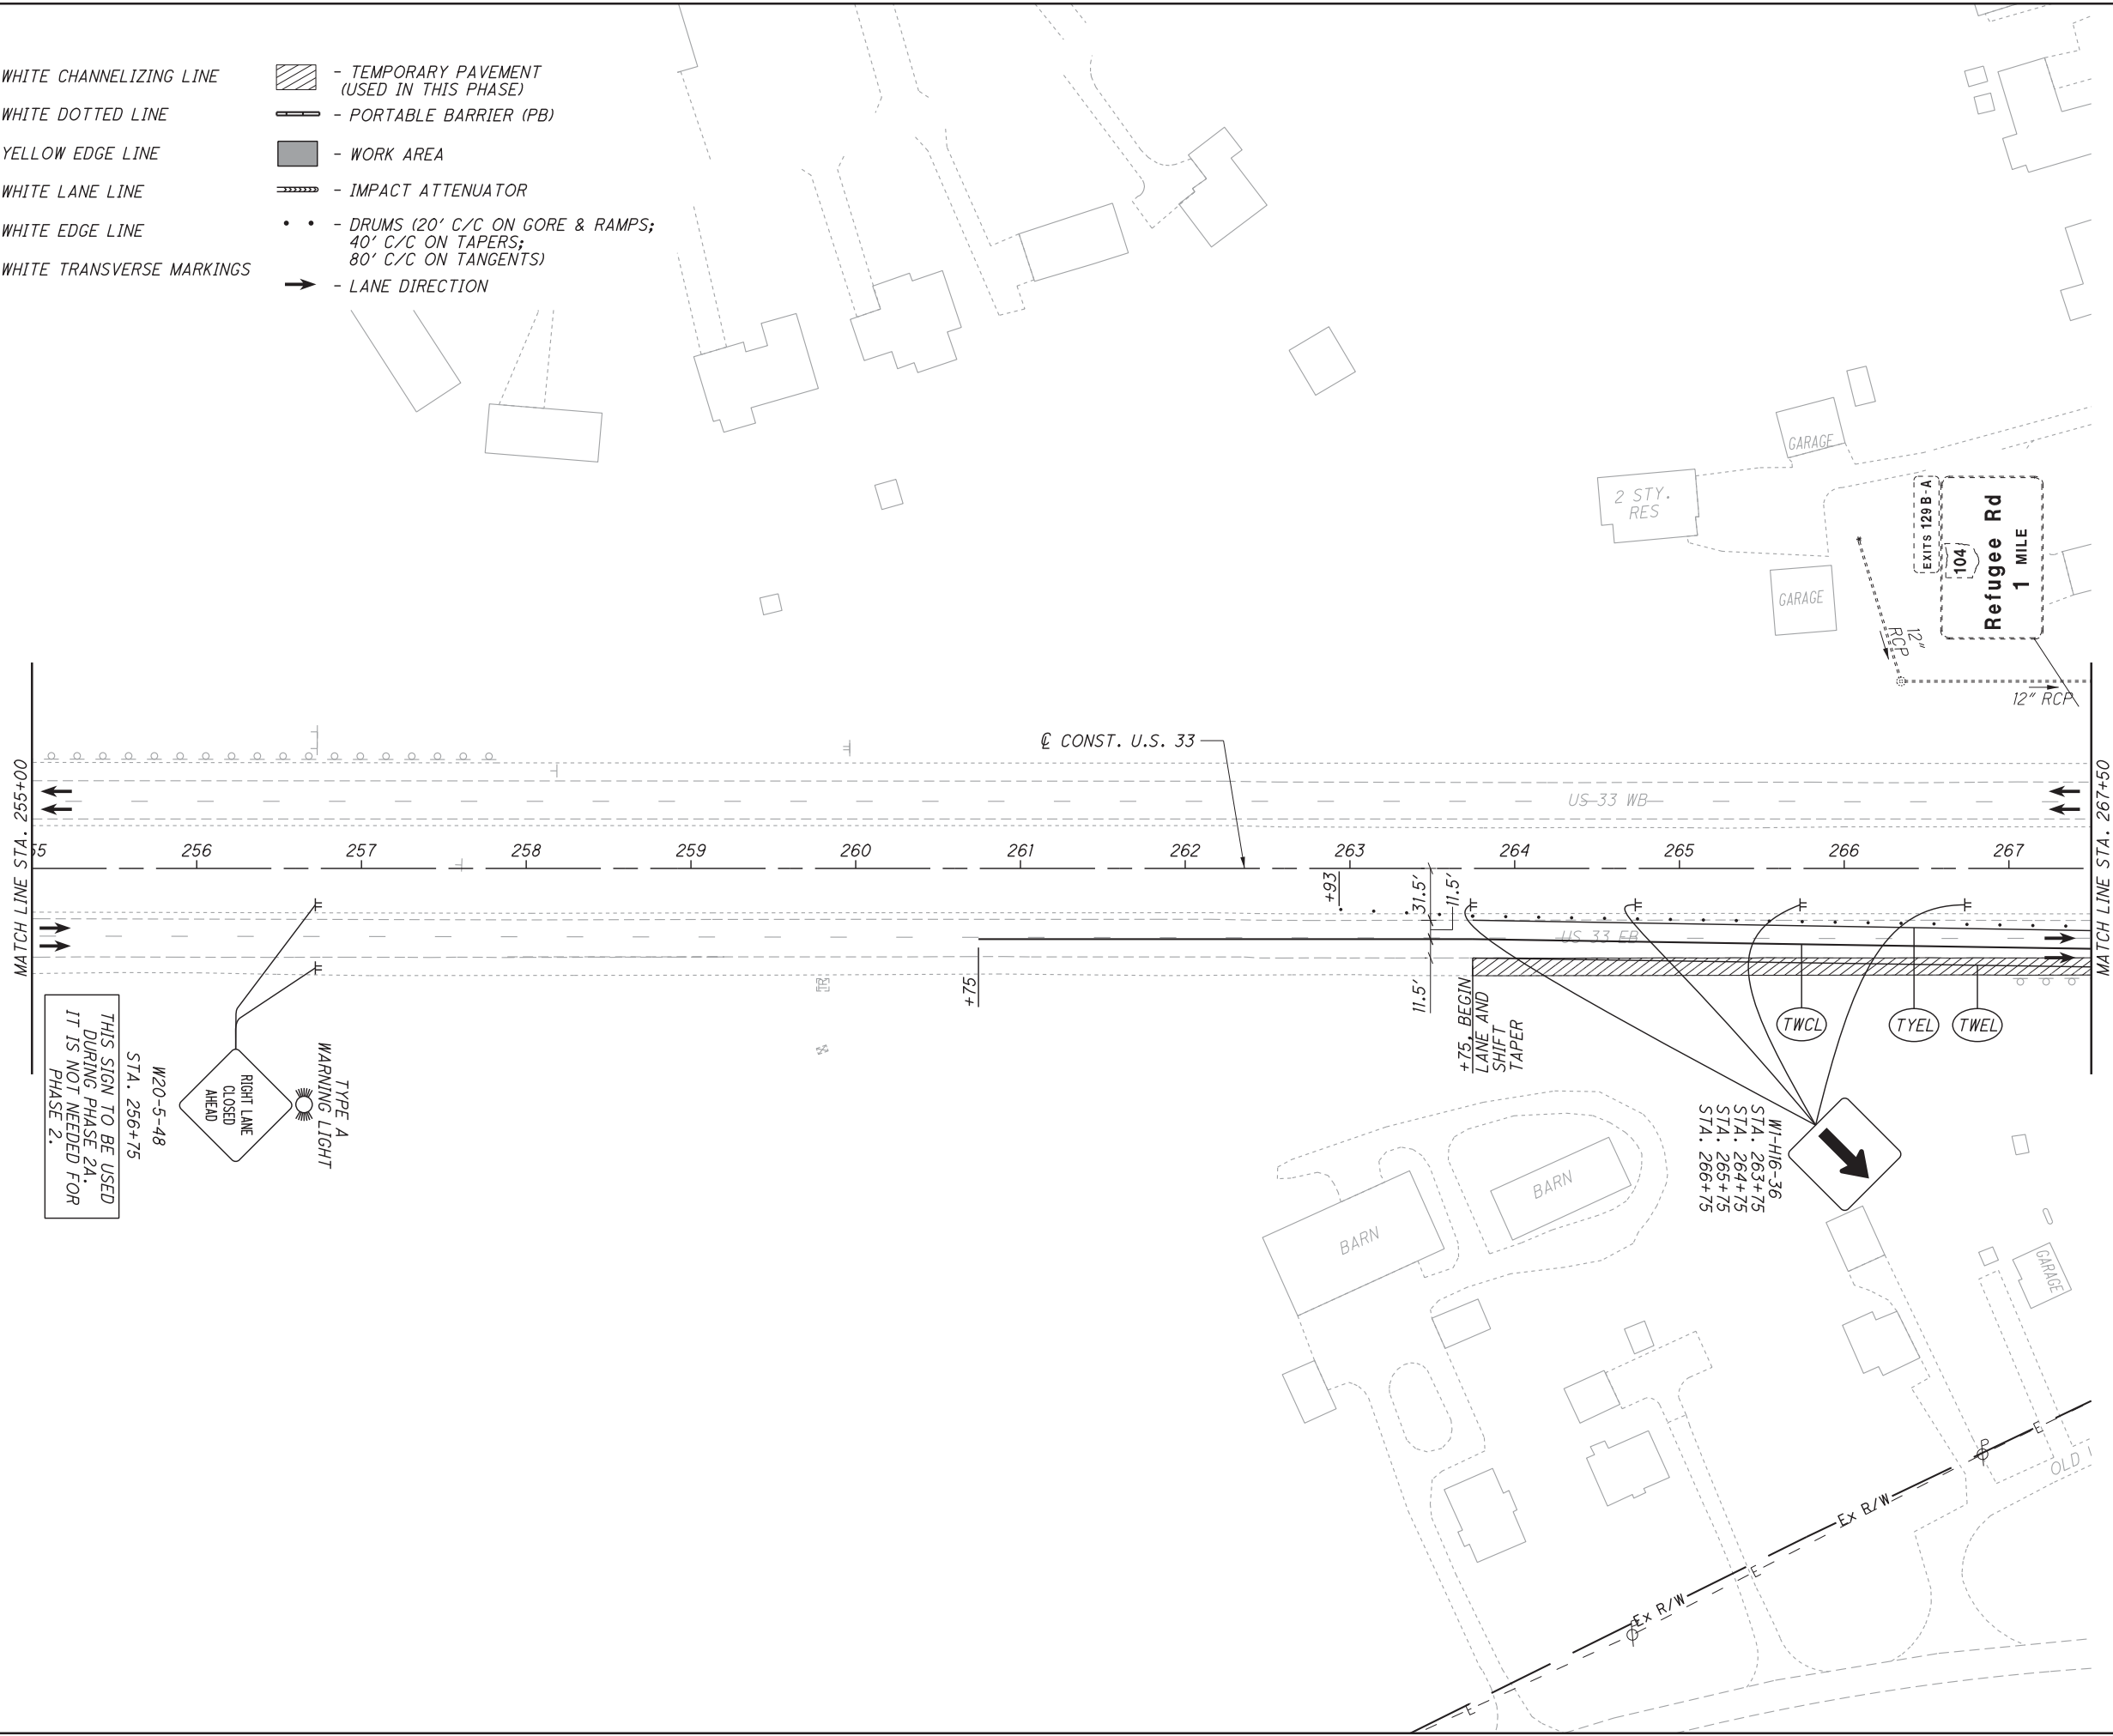 WHITE CHANNELIZING LINE
WHITE DOTTED LINE
YELLOW EDGE LINE
WHITE LANE LINE
WHITE EDGE LINE
WHITE TRANSVERSE MARKINGS
- TEMPORARY PAVEMENT
(USED IN THIS PHASE)
- PORTABLE BARRIER (PB)
- WORK AREA
- IMPACT ATTENUATOR
- DRUMS (20' C/C ON GORE & RAMPS;
40' C/C ON TAPERS;
80' C/C ON TANGENTS)
- LANE DIRECTION
GARAGE
2 STY.
RES
GARAGE
EXITS 129 B-A
104
Refugee Rd
1 MILE
12"
RCP
12" RCP
℄ CONST. U.S. 33
MATCH LINE STA. 255+00
MATCH LINE STA. 267+50
US 33 WB
55 256 257 258 259 260 261 262 263 264 265 266 267
+93
31.5'
11.5'
US 33 EB
+75
11.5'
+75, BEGIN
LANE AND
SHIFT
TAPER
TWCL
TYEL
TWEL
TYPE A
WARNING LIGHT
RIGHT LANE
CLOSED
AHEAD
W20-5-48
STA. 256+75
THIS SIGN TO BE USED
DURING PHASE 2A.
IT IS NOT NEEDED FOR
PHASE 2.
W1-H16-36
STA. 263+75
STA. 264+75
STA. 265+75
STA. 266+75
BARN
BARN
GARAGE
E
P
OLD
Ex R/W
E
Ex R/W
P
E